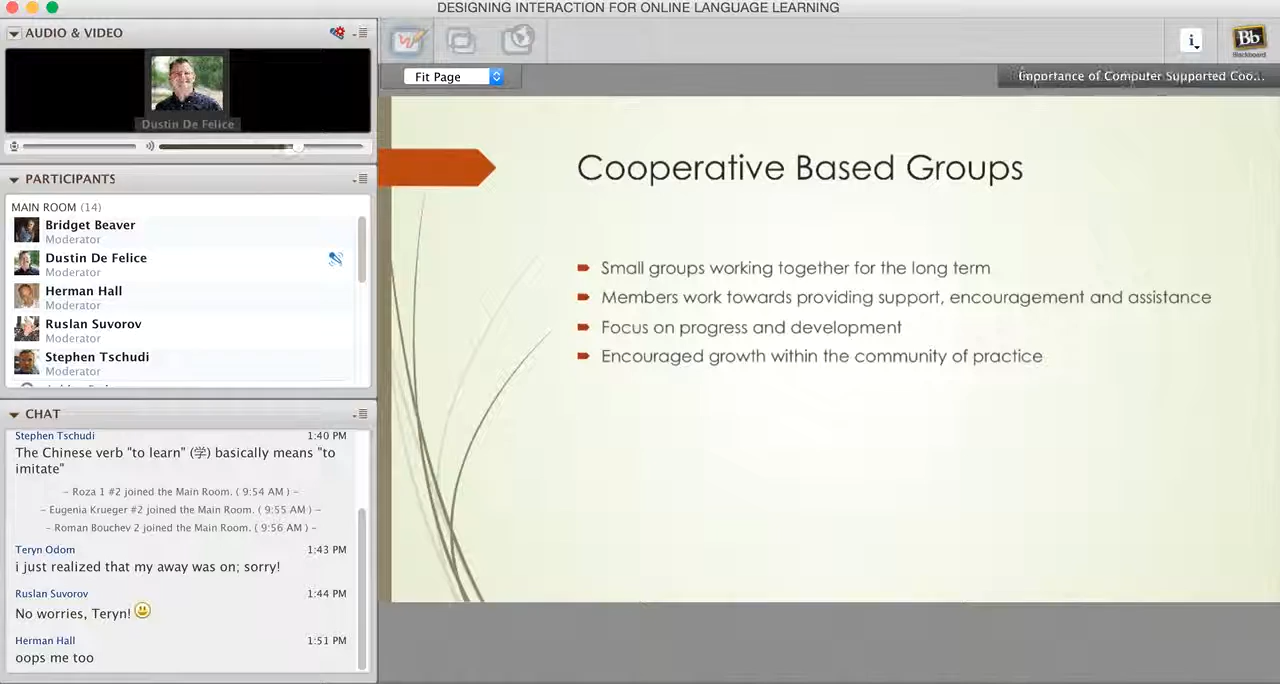 DESIGNING INTERACTION FOR ONLINE LANGUAGE LEARNING
AUDIO & VIDEO
Dustin De Felice
PARTICIPANTS
MAIN ROOM (14)
Bridget Beaver
Moderator
Dustin De Felice
Moderator
Herman Hall
Moderator
Ruslan Suvorov
Moderator
Stephen Tschudi
Moderator
CHAT
Stephen Tschudi 1:40 PM
The Chinese verb "to learn" (学) basically means "to
imitate"
– Roza 1 #2 joined the Main Room. ( 9:54 AM ) –
– Eugenia Krueger #2 joined the Main Room. ( 9:55 AM ) –
– Roman Bouchev 2 joined the Main Room. ( 9:56 AM ) –
Teryn Odom 1:43 PM
i just realized that my away was on; sorry!
Ruslan Suvorov 1:44 PM
No worries, Teryn!
Herman Hall 1:51 PM
oops me too
Fit Page
i
Bb
Blackboard
Importance of Computer Supported Coo...
Cooperative Based Groups
Small groups working together for the long term
Members work towards providing support, encouragement and assistance
Focus on progress and development
Encouraged growth within the community of practice